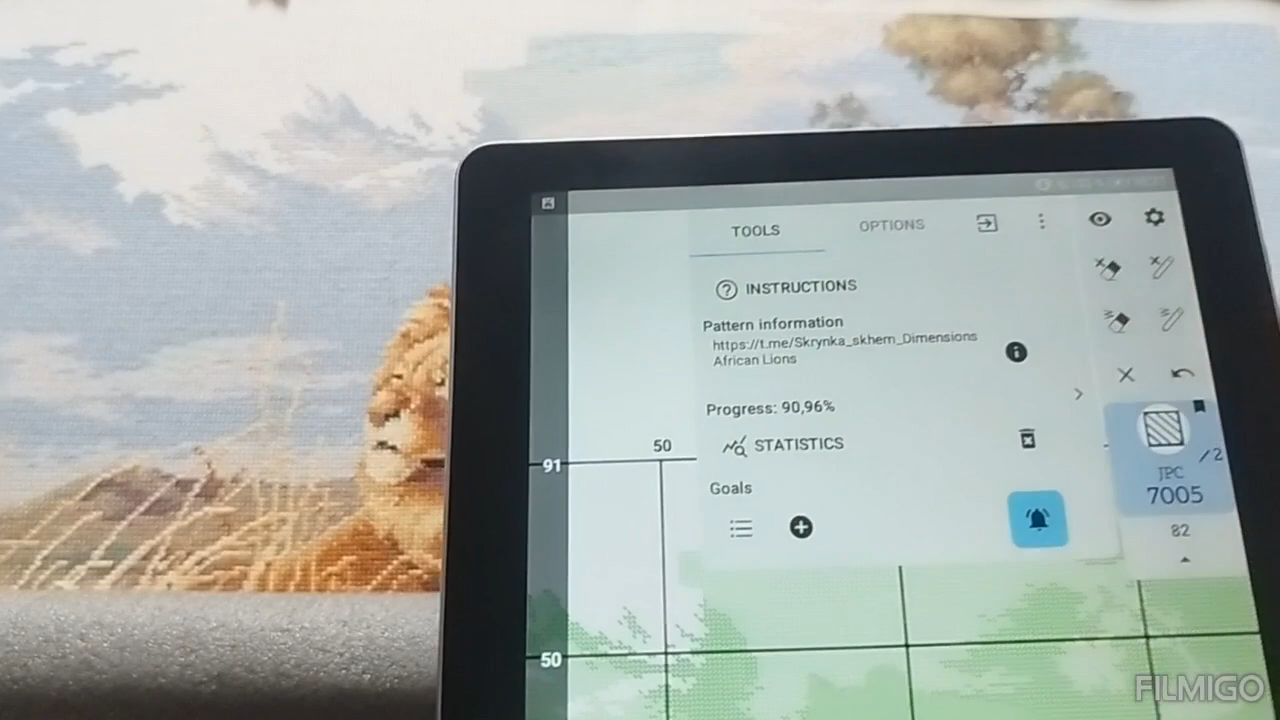 TOOLS
OPTIONS
INSTRUCTIONS
Pattern information
https://t.me/Skrynka_skhem_Dimensions
African Lions
Progress: 90,96%
STATISTICS
50
91
Goals
/2
JPC
7005
82
50
FILMIGO